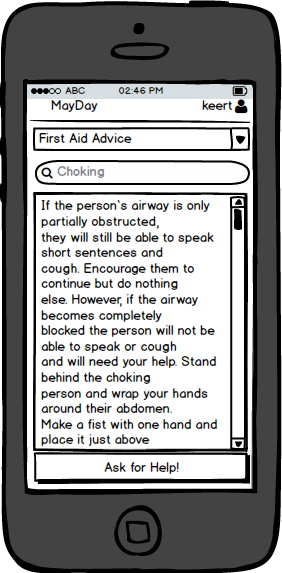 ABC 02:46 PM
MayDay keert
First Aid Advice
Choking
If the person`s airway is only
partially obstructed,
they will still be able to speak
short sentences and
cough. Encourage them to
continue but do nothing
else. However, if the airway
becomes completely
blocked the person will not be
able to speak or cough
and will need your help. Stand
behind the choking
person and wrap your hands
around their abdomen.
Make a fist with one hand and
place it just above
Ask for Help!